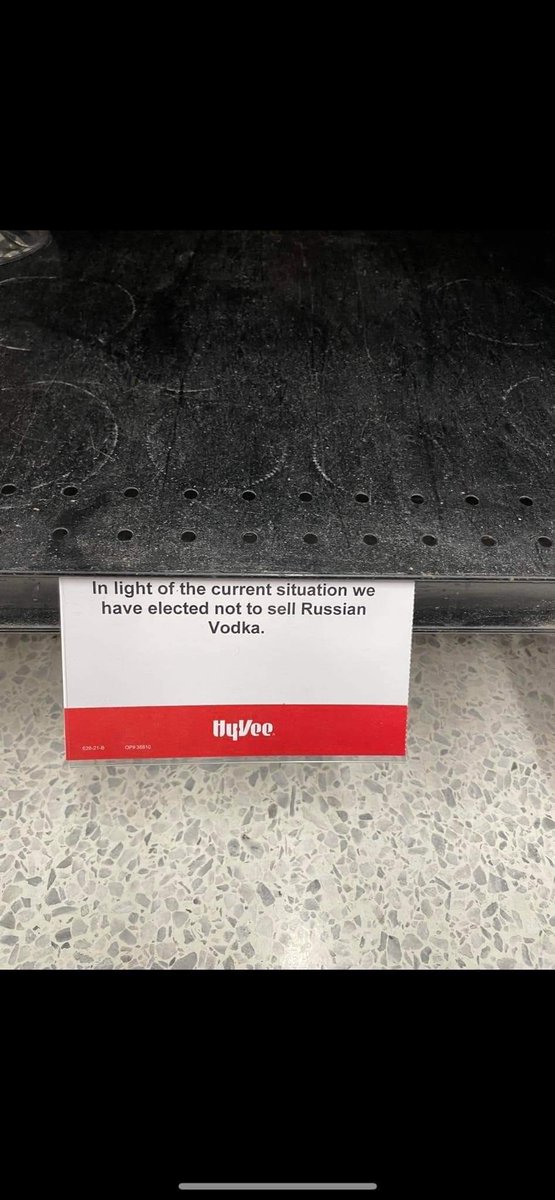 In light of the current situation we
have elected not to sell Russian
Vodka.
HyVee